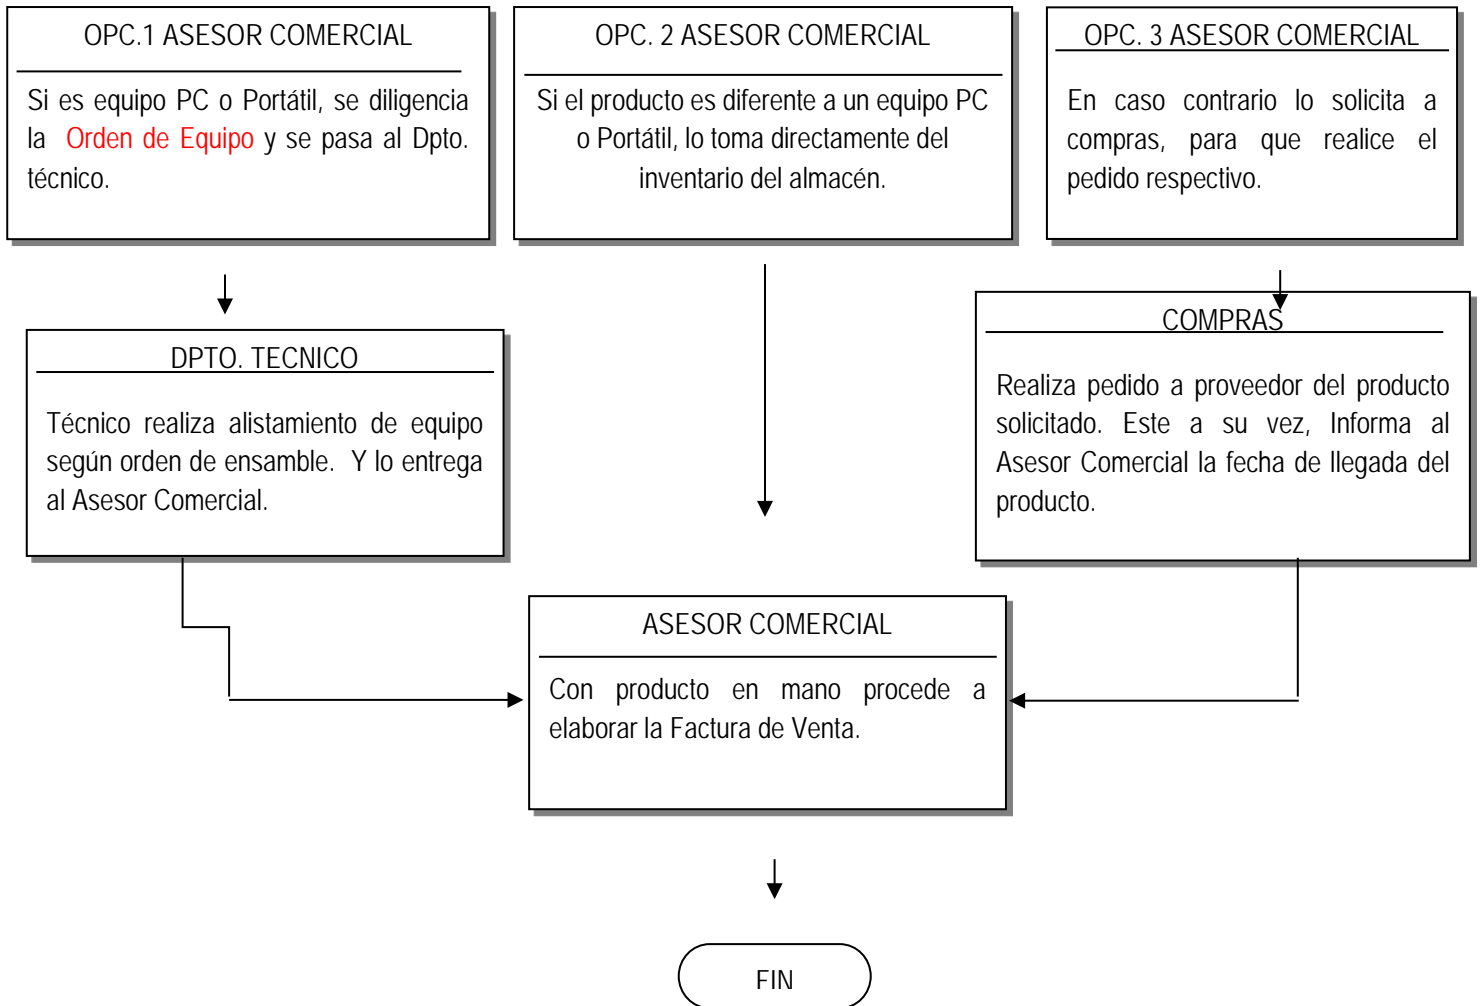 OPC.1 ASESOR COMERCIAL
Si es equipo PC o Portátil, se diligencia
la Orden de Equipo y se pasa al Dpto.
técnico.
OPC. 2 ASESOR COMERCIAL
Si el producto es diferente a un equipo PC
o Portátil, lo toma directamente del
inventario del almacén.
OPC. 3 ASESOR COMERCIAL
En caso contrario lo solicita a
compras, para que realice el
pedido respectivo.
DPTO. TECNICO
Técnico realiza alistamiento de equipo
según orden de ensamble. Y lo entrega
al Asesor Comercial.
COMPRAS
Realiza pedido a proveedor del producto
solicitado. Este a su vez, Informa al
Asesor Comercial la fecha de llegada del
producto.
ASESOR COMERCIAL
Con producto en mano procede a
elaborar la Factura de Venta.
FIN